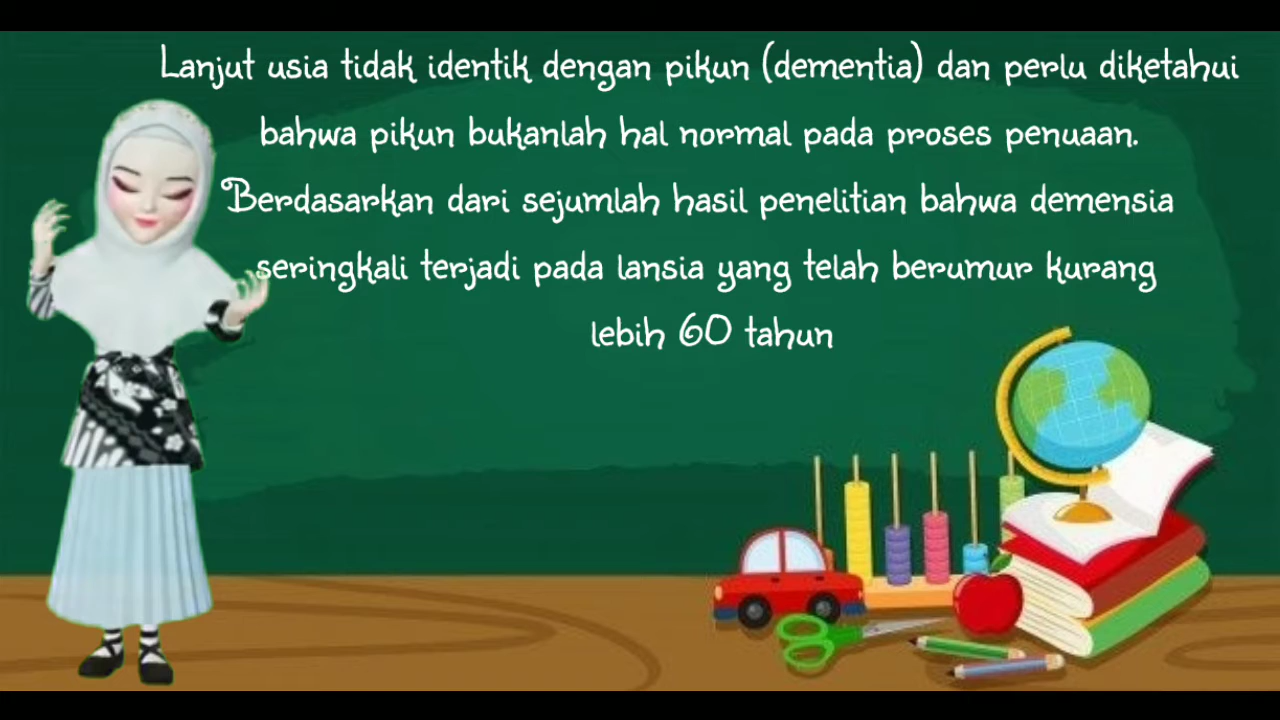 Lanjut usia tidak identik dengan pikun (dementia) dan perlu diketahui
bahwa pikun bukanlah hal normal pada proses penuaan.
Berdasarkan dari sejumlah hasil penelitian bahwa demensia
seringkali terjadi pada lansia yang telah berumur kurang
lebih 60 tahun